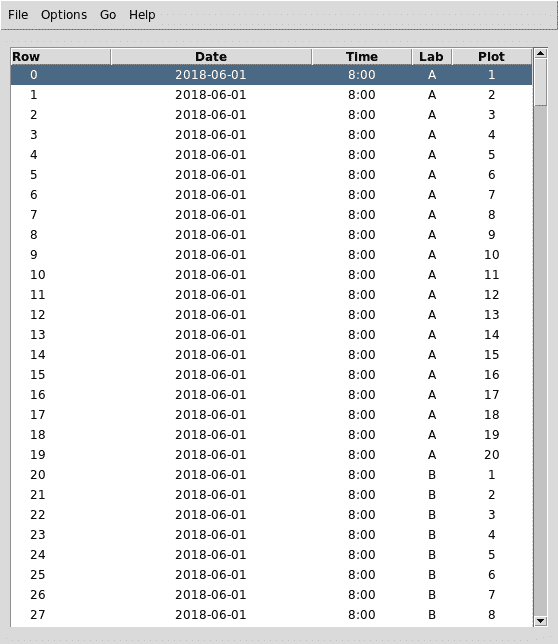 File Options Go Help
Row Date Time Lab Plot
0 2018-06-01 8:00 A 1
1 2018-06-01 8:00 A 2
2 2018-06-01 8:00 A 3
3 2018-06-01 8:00 A 4
4 2018-06-01 8:00 A 5
5 2018-06-01 8:00 A 6
6 2018-06-01 8:00 A 7
7 2018-06-01 8:00 A 8
8 2018-06-01 8:00 A 9
9 2018-06-01 8:00 A 10
10 2018-06-01 8:00 A 11
11 2018-06-01 8:00 A 12
12 2018-06-01 8:00 A 13
13 2018-06-01 8:00 A 14
14 2018-06-01 8:00 A 15
15 2018-06-01 8:00 A 16
16 2018-06-01 8:00 A 17
17 2018-06-01 8:00 A 18
18 2018-06-01 8:00 A 19
19 2018-06-01 8:00 A 20
20 2018-06-01 8:00 B 1
21 2018-06-01 8:00 B 2
22 2018-06-01 8:00 B 3
23 2018-06-01 8:00 B 4
24 2018-06-01 8:00 B 5
25 2018-06-01 8:00 B 6
26 2018-06-01 8:00 B 7
27 2018-06-01 8:00 B 8